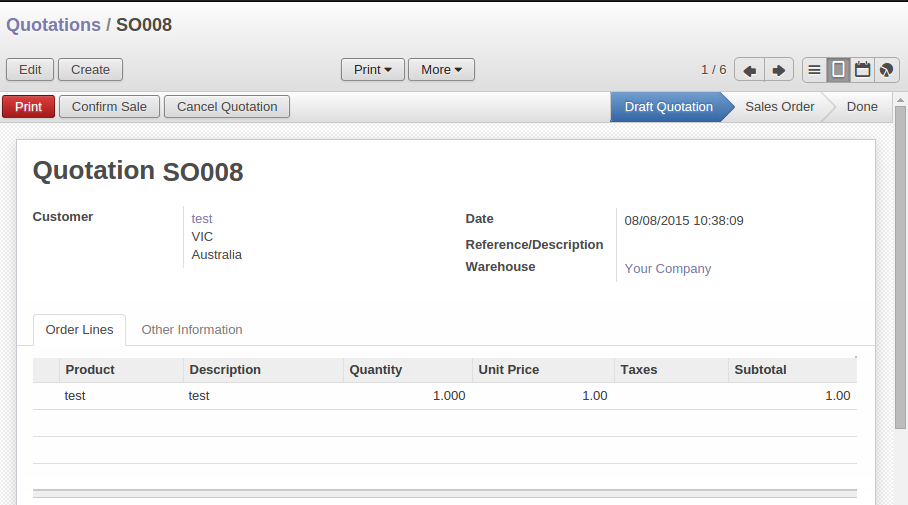 Quotations / SO008
Edit Create Print More 1 / 6
Print Confirm Sale Cancel Quotation Draft Quotation Sales Order Done
Quotation SO008
Customer test
VIC
Australia
Date 08/08/2015 10:38:09
Reference/Description
Warehouse Your Company
Order Lines Other Information
Product Description Quantity Unit Price Taxes Subtotal
test test 1.000 1.00 1.00